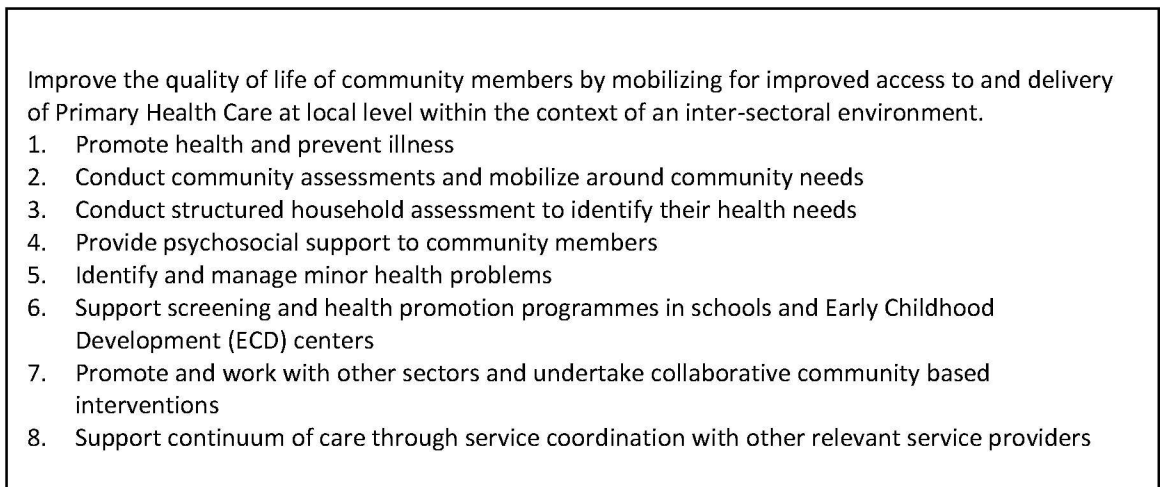 Improve the quality of life of community members by mobilizing for improved access to and delivery
of Primary Health Care at local level within the context of an inter-sectoral environment.
1. Promote health and prevent illness
2. Conduct community assessments and mobilize around community needs
3. Conduct structured household assessment to identify their health needs
4. Provide psychosocial support to community members
5. Identify and manage minor health problems
6. Support screening and health promotion programmes in schools and Early Childhood
Development (ECD) centers
7. Promote and work with other sectors and undertake collaborative community based
interventions
8. Support continuum of care through service coordination with other relevant service providers